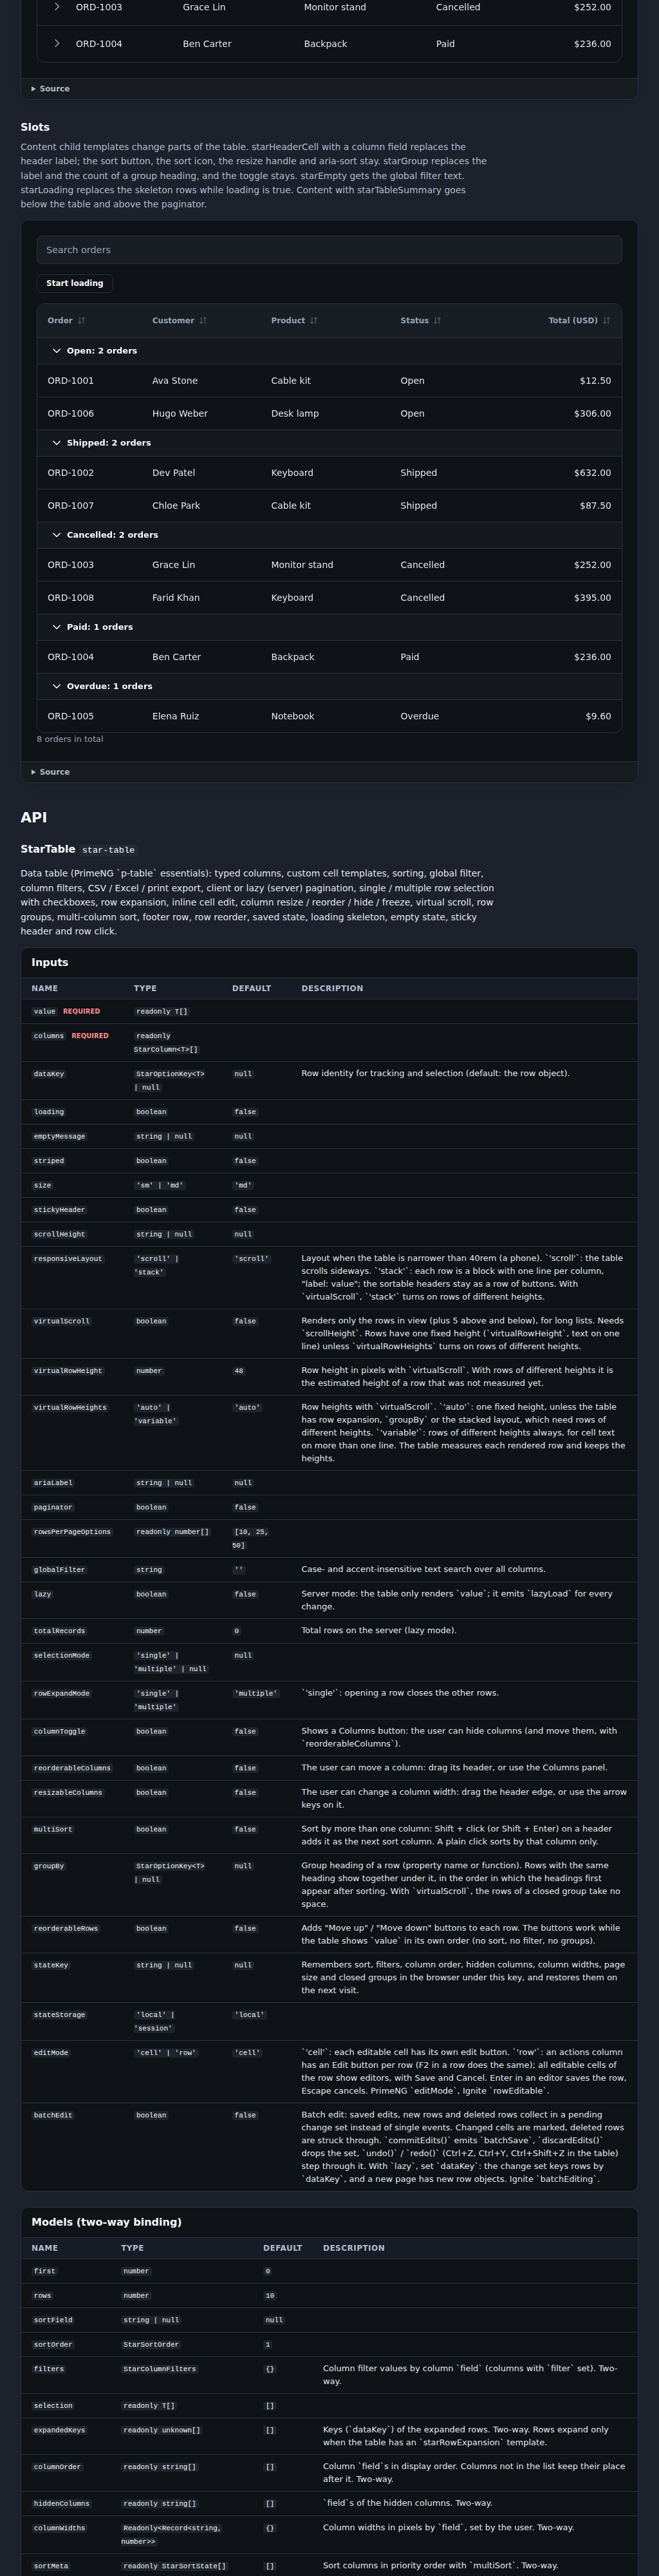 ORD-1003 Grace Lin Monitor stand Cancelled $252.00
ORD-1004 Ben Carter Backpack Paid $236.00
Source
Slots
Content child templates change parts of the table. starHeaderCell with a column field replaces the
header label; the sort button, the sort icon, the resize handle and aria-sort stay. starGroup replaces the
label and the count of a group heading, and the toggle stays. starEmpty gets the global filter text.
starLoading replaces the skeleton rows while loading is true. Content with starTableSummary goes
below the table and above the paginator.
Search orders
Start loading
Order Customer Product Status Total (USD)
Open: 2 orders
ORD-1001 Ava Stone Cable kit Open $12.50
ORD-1006 Hugo Weber Desk lamp Open $306.00
Shipped: 2 orders
ORD-1002 Dev Patel Keyboard Shipped $632.00
ORD-1007 Chloe Park Cable kit Shipped $87.50
Cancelled: 2 orders
ORD-1003 Grace Lin Monitor stand Cancelled $252.00
ORD-1008 Farid Khan Keyboard Cancelled $395.00
Paid: 1 orders
ORD-1004 Ben Carter Backpack Paid $236.00
Overdue: 1 orders
ORD-1005 Elena Ruiz Notebook Overdue $9.60
8 orders in total
Source
API
StarTable star-table
Data table (PrimeNG `p-table` essentials): typed columns, custom cell templates, sorting, global filter,
column filters, CSV / Excel / print export, client or lazy (server) pagination, single / multiple row selection
with checkboxes, row expansion, inline cell edit, column resize / reorder / hide / freeze, virtual scroll, row
groups, multi-column sort, footer row, row reorder, saved state, loading skeleton, empty state, sticky
header and row click.
Inputs
NAME TYPE DEFAULT DESCRIPTION
value REQUIRED readonly T[]
columns REQUIRED readonly
StarColumn<T>[]
dataKey StarOptionKey<T> null Row identity for tracking and selection (default: the row object).
| null
loading boolean false
emptyMessage string | null null
striped boolean false
size 'sm' | 'md' 'md'
stickyHeader boolean false
scrollHeight string | null null
responsiveLayout 'scroll' | 'scroll' Layout when the table is narrower than 40rem (a phone). `'scroll'`: the table
'stack' scrolls sideways. `'stack'`: each row is a block with one line per column,
"label: value"; the sortable headers stay as a row of buttons. With
`virtualScroll`, `'stack'` turns on rows of different heights.
virtualScroll boolean false Renders only the rows in view (plus 5 above and below), for long lists. Needs
`scrollHeight`. Rows have one fixed height (`virtualRowHeight`, text on one
line) unless `virtualRowHeights` turns on rows of different heights.
virtualRowHeight number 48 Row height in pixels with `virtualScroll`. With rows of different heights it is
the estimated height of a row that was not measured yet.
virtualRowHeights 'auto' | 'auto' Row heights with `virtualScroll`. `'auto'`: one fixed height, unless the table
'variable' has row expansion, `groupBy` or the stacked layout, which need rows of
different heights. `'variable'`: rows of different heights always, for cell text
on more than one line. The table measures each rendered row and keeps the
heights.
ariaLabel string | null null
paginator boolean false
rowsPerPageOptions readonly number[] [10, 25,
50]
globalFilter string '' Case- and accent-insensitive text search over all columns.
lazy boolean false Server mode: the table only renders `value`; it emits `lazyLoad` for every
change.
totalRecords number 0 Total rows on the server (lazy mode).
selectionMode 'single' | null
'multiple' | null
rowExpandMode 'single' | 'multiple' `'single'`: opening a row closes the other rows.
'multiple'
columnToggle boolean false Shows a Columns button: the user can hide columns (and move them, with
`reorderableColumns`).
reorderableColumns boolean false The user can move a column: drag its header, or use the Columns panel.
resizableColumns boolean false The user can change a column width: drag the header edge, or use the arrow
keys on it.
multiSort boolean false Sort by more than one column: Shift + click (or Shift + Enter) on a header
adds it as the next sort column. A plain click sorts by that column only.
groupBy StarOptionKey<T> null Group heading of a row (property name or function). Rows with the same
| null heading show together under it, in the order in which the headings first
appear after sorting. With `virtualScroll`, the rows of a closed group take no
space.
reorderableRows boolean false Adds "Move up" / "Move down" buttons to each row. The buttons work while
the table shows `value` in its own order (no sort, no filter, no groups).
stateKey string | null null Remembers sort, filters, column order, hidden columns, column widths, page
size and closed groups in the browser under this key, and restores them on
the next visit.
stateStorage 'local' | 'local'
'session'
editMode 'cell' | 'row' 'cell' `'cell'`: each editable cell has its own edit button. `'row'`: an actions column
has an Edit button per row (F2 in a row does the same); all editable cells of
the row show editors, with Save and Cancel. Enter in an editor saves the row,
Escape cancels. PrimeNG `editMode`, Ignite `rowEditable`.
batchEdit boolean false Batch edit: saved edits, new rows and deleted rows collect in a pending
change set instead of single events. Changed cells are marked, deleted rows
are struck through. `commitEdits()` emits `batchSave`, `discardEdits()`
drops the set, `undo()` / `redo()` (Ctrl+Z, Ctrl+Y, Ctrl+Shift+Z in the table)
step through it. With `lazy`, set `dataKey`: the change set keys rows by
`dataKey`, and a new page has new row objects. Ignite `batchEditing`.
Models (two-way binding)
NAME TYPE DEFAULT DESCRIPTION
first number 0
rows number 10
sortField string | null null
sortOrder StarSortOrder 1
filters StarColumnFilters {} Column filter values by column `field` (columns with `filter` set). Two-
way.
selection readonly T[] []
expandedKeys readonly unknown[] [] Keys (`dataKey`) of the expanded rows. Two-way. Rows expand only
when the table has an `starRowExpansion` template.
columnOrder readonly string[] [] Column `field`s in display order. Columns not in the list keep their place
after it. Two-way.
hiddenColumns readonly string[] [] `field`s of the hidden columns. Two-way.
columnWidths Readonly<Record<string, {} Column widths in pixels by `field`, set by the user. Two-way.
number>>
sortMeta readonly StarSortState[] [] Sort columns in priority order with `multiSort`. Two-way.